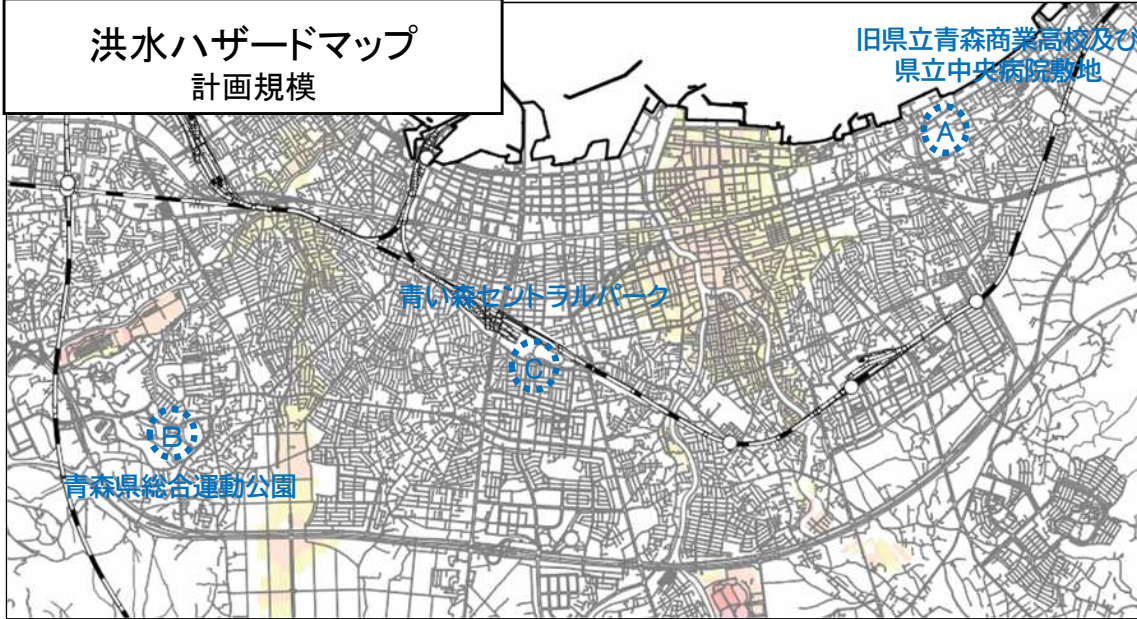 洪水ハザードマップ
計画規模
旧県立青森商業高校及び
県立中央病院敷地
A
青い森セントラルパーク
C
B
青森県総合運動公園